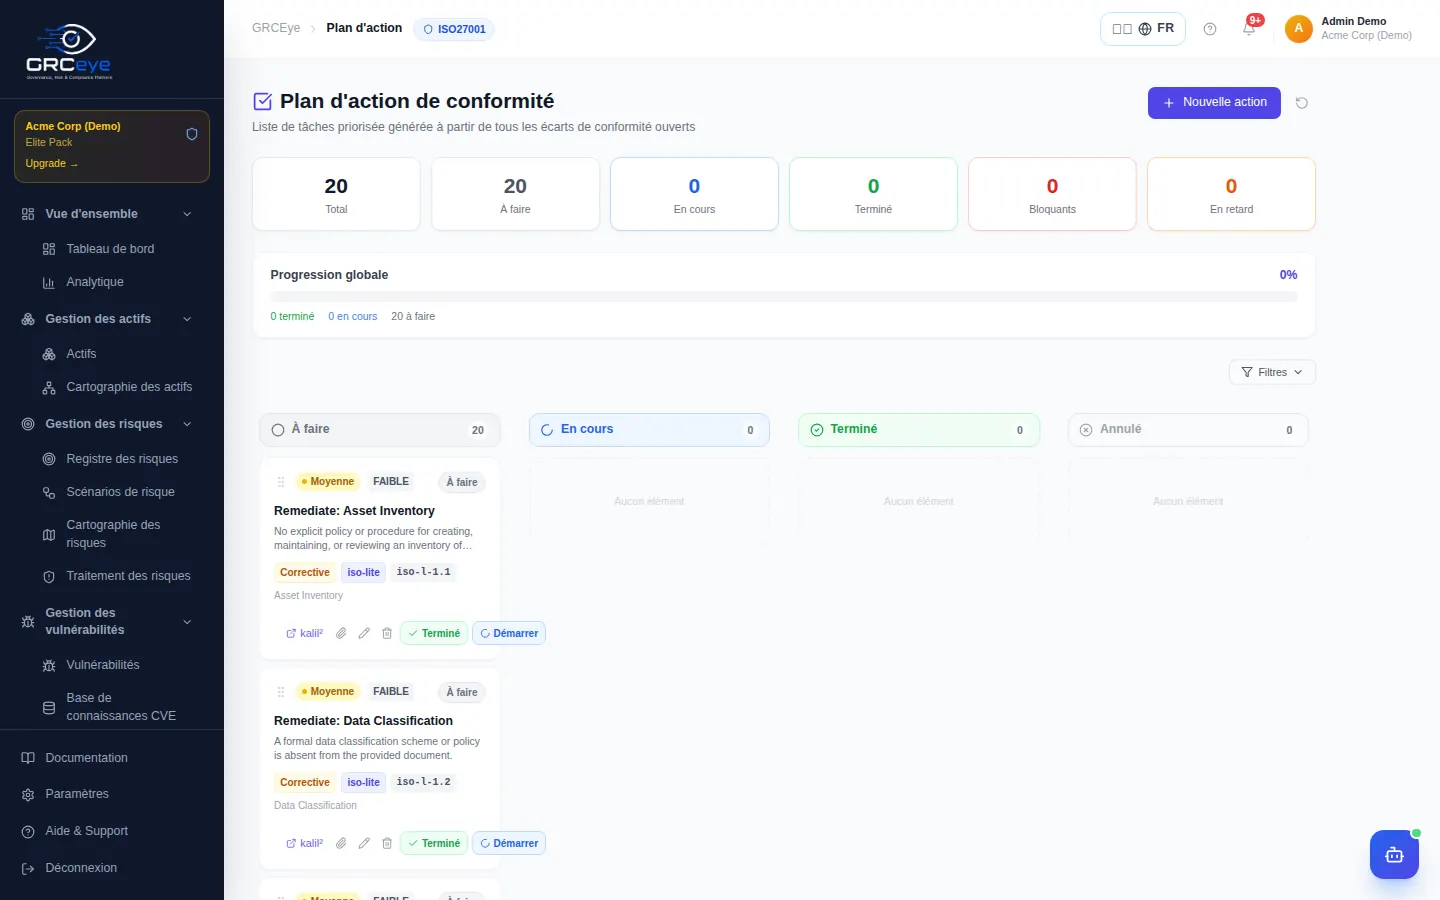 GRCeye
Governance, Risk & Compliance Platform
Acme Corp (Demo)
Elite Pack
Upgrade →
Vue d'ensemble
Tableau de bord
Analytique
Gestion des actifs
Actifs
Cartographie des actifs
Gestion des risques
Registre des risques
Scénarios de risque
Cartographie des
risques
Traitement des risques
Gestion des
vulnérabilités
Vulnérabilités
Base de
connaissances CVE
Documentation
Paramètres
Aide & Support
Déconnexion
GRCEye > Plan d'action ISO27001
FR
9+
A
Admin Demo
Acme Corp (Demo)
Plan d'action de conformité
Liste de tâches priorisée générée à partir de tous les écarts de conformité ouverts
+ Nouvelle action
20
Total
20
À faire
0
En cours
0
Terminé
0
Bloquants
0
En retard
Progression globale 0%
0 terminé 0 en cours 20 à faire
Filtres
À faire 20
Moyenne FAIBLE À faire
Remediate: Asset Inventory
No explicit policy or procedure for creating,
maintaining, or reviewing an inventory of…
Corrective iso-lite iso-l-1.1
Asset Inventory
kalil² Terminé Démarrer
Moyenne FAIBLE À faire
Remediate: Data Classification
A formal data classification scheme or policy
is absent from the provided document.
Corrective iso-lite iso-l-1.2
Data Classification
kalil² Terminé Démarrer
Moyenne FAIBLE À faire
En cours 0
Aucun élément
Terminé 0
Aucun élément
Annulé 0
Aucun élément